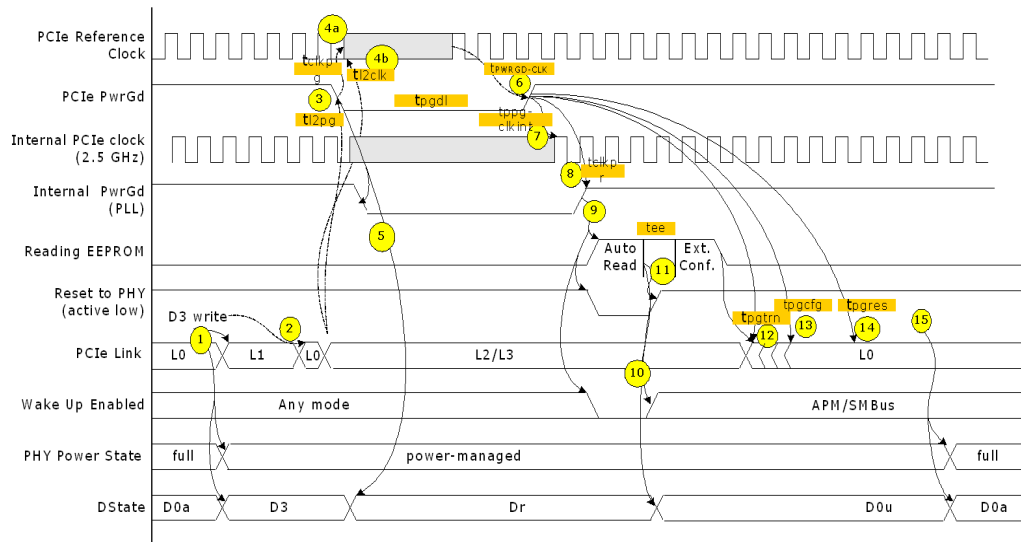 4a
PCIe Reference
Clock
tclkp
g
4b
tl2clk
tPWRGD-CLK
6
PCIe PwrGd
3
tpgdl
tl2pg
tppg-
clkint
Internal PCIe clock
(2.5 GHz)
7
8
tclkp
r
Internal PwrGd
(PLL)
9
5
tee
Reading EEPROM
Auto
Read
Ext.
Conf.
11
Reset to PHY
(active low)
D3 write
tpgtrn
tpgcfg
tpgres
1
2
12
13
14
15
PCIe Link
L0
L1
L0
L2/L3
L0
10
Wake Up Enabled
Any mode
APM/SMBus
PHY Power State
full
power-managed
full
DState
D0a
D3
Dr
D0u
D0a